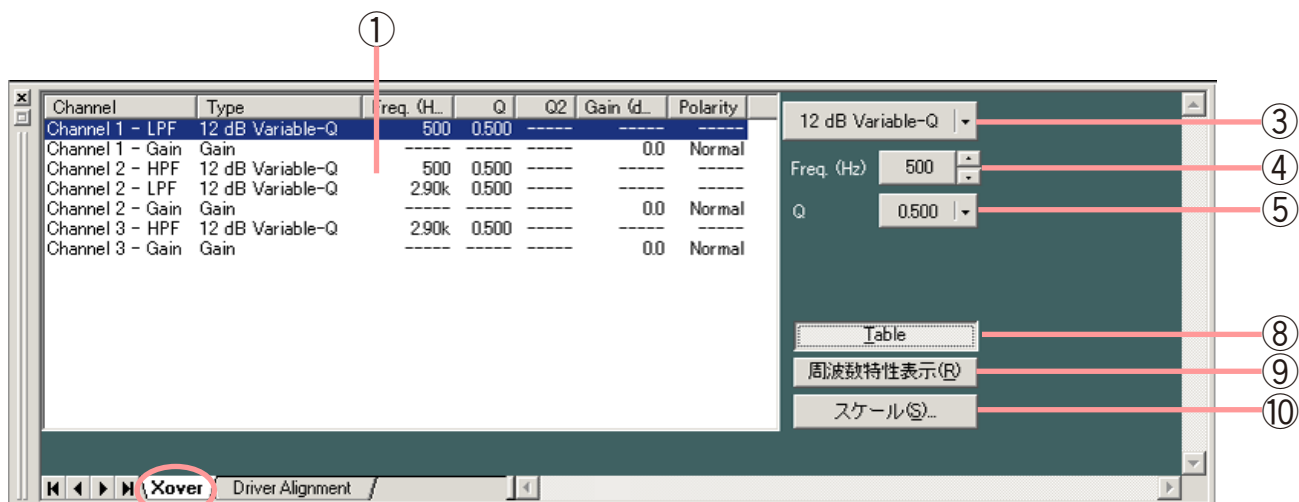 ①
Channel Type Freq. (H... Q Q2 Gain (d... Polarity
Channel 1 - LPF 12 dB Variable-Q 500 0.500 ----- ----- -----
Channel 1 - Gain Gain ----- ----- ----- 0.0 Normal
Channel 2 - HPF 12 dB Variable-Q 500 0.500 ----- ----- -----
Channel 2 - LPF 12 dB Variable-Q 2.90k 0.500 ----- ----- -----
Channel 2 - Gain Gain ----- ----- ----- 0.0 Normal
Channel 3 - HPF 12 dB Variable-Q 2.90k 0.500 ----- ----- -----
Channel 3 - Gain Gain ----- ----- ----- 0.0 Normal
12 dB Variable-Q ③
Freq. (Hz) 500 ④
Q 0.500 ⑤
Table ⑧
周波数特性表示(R) ⑨
スケール(S)... ⑩
Xover Driver Alignment